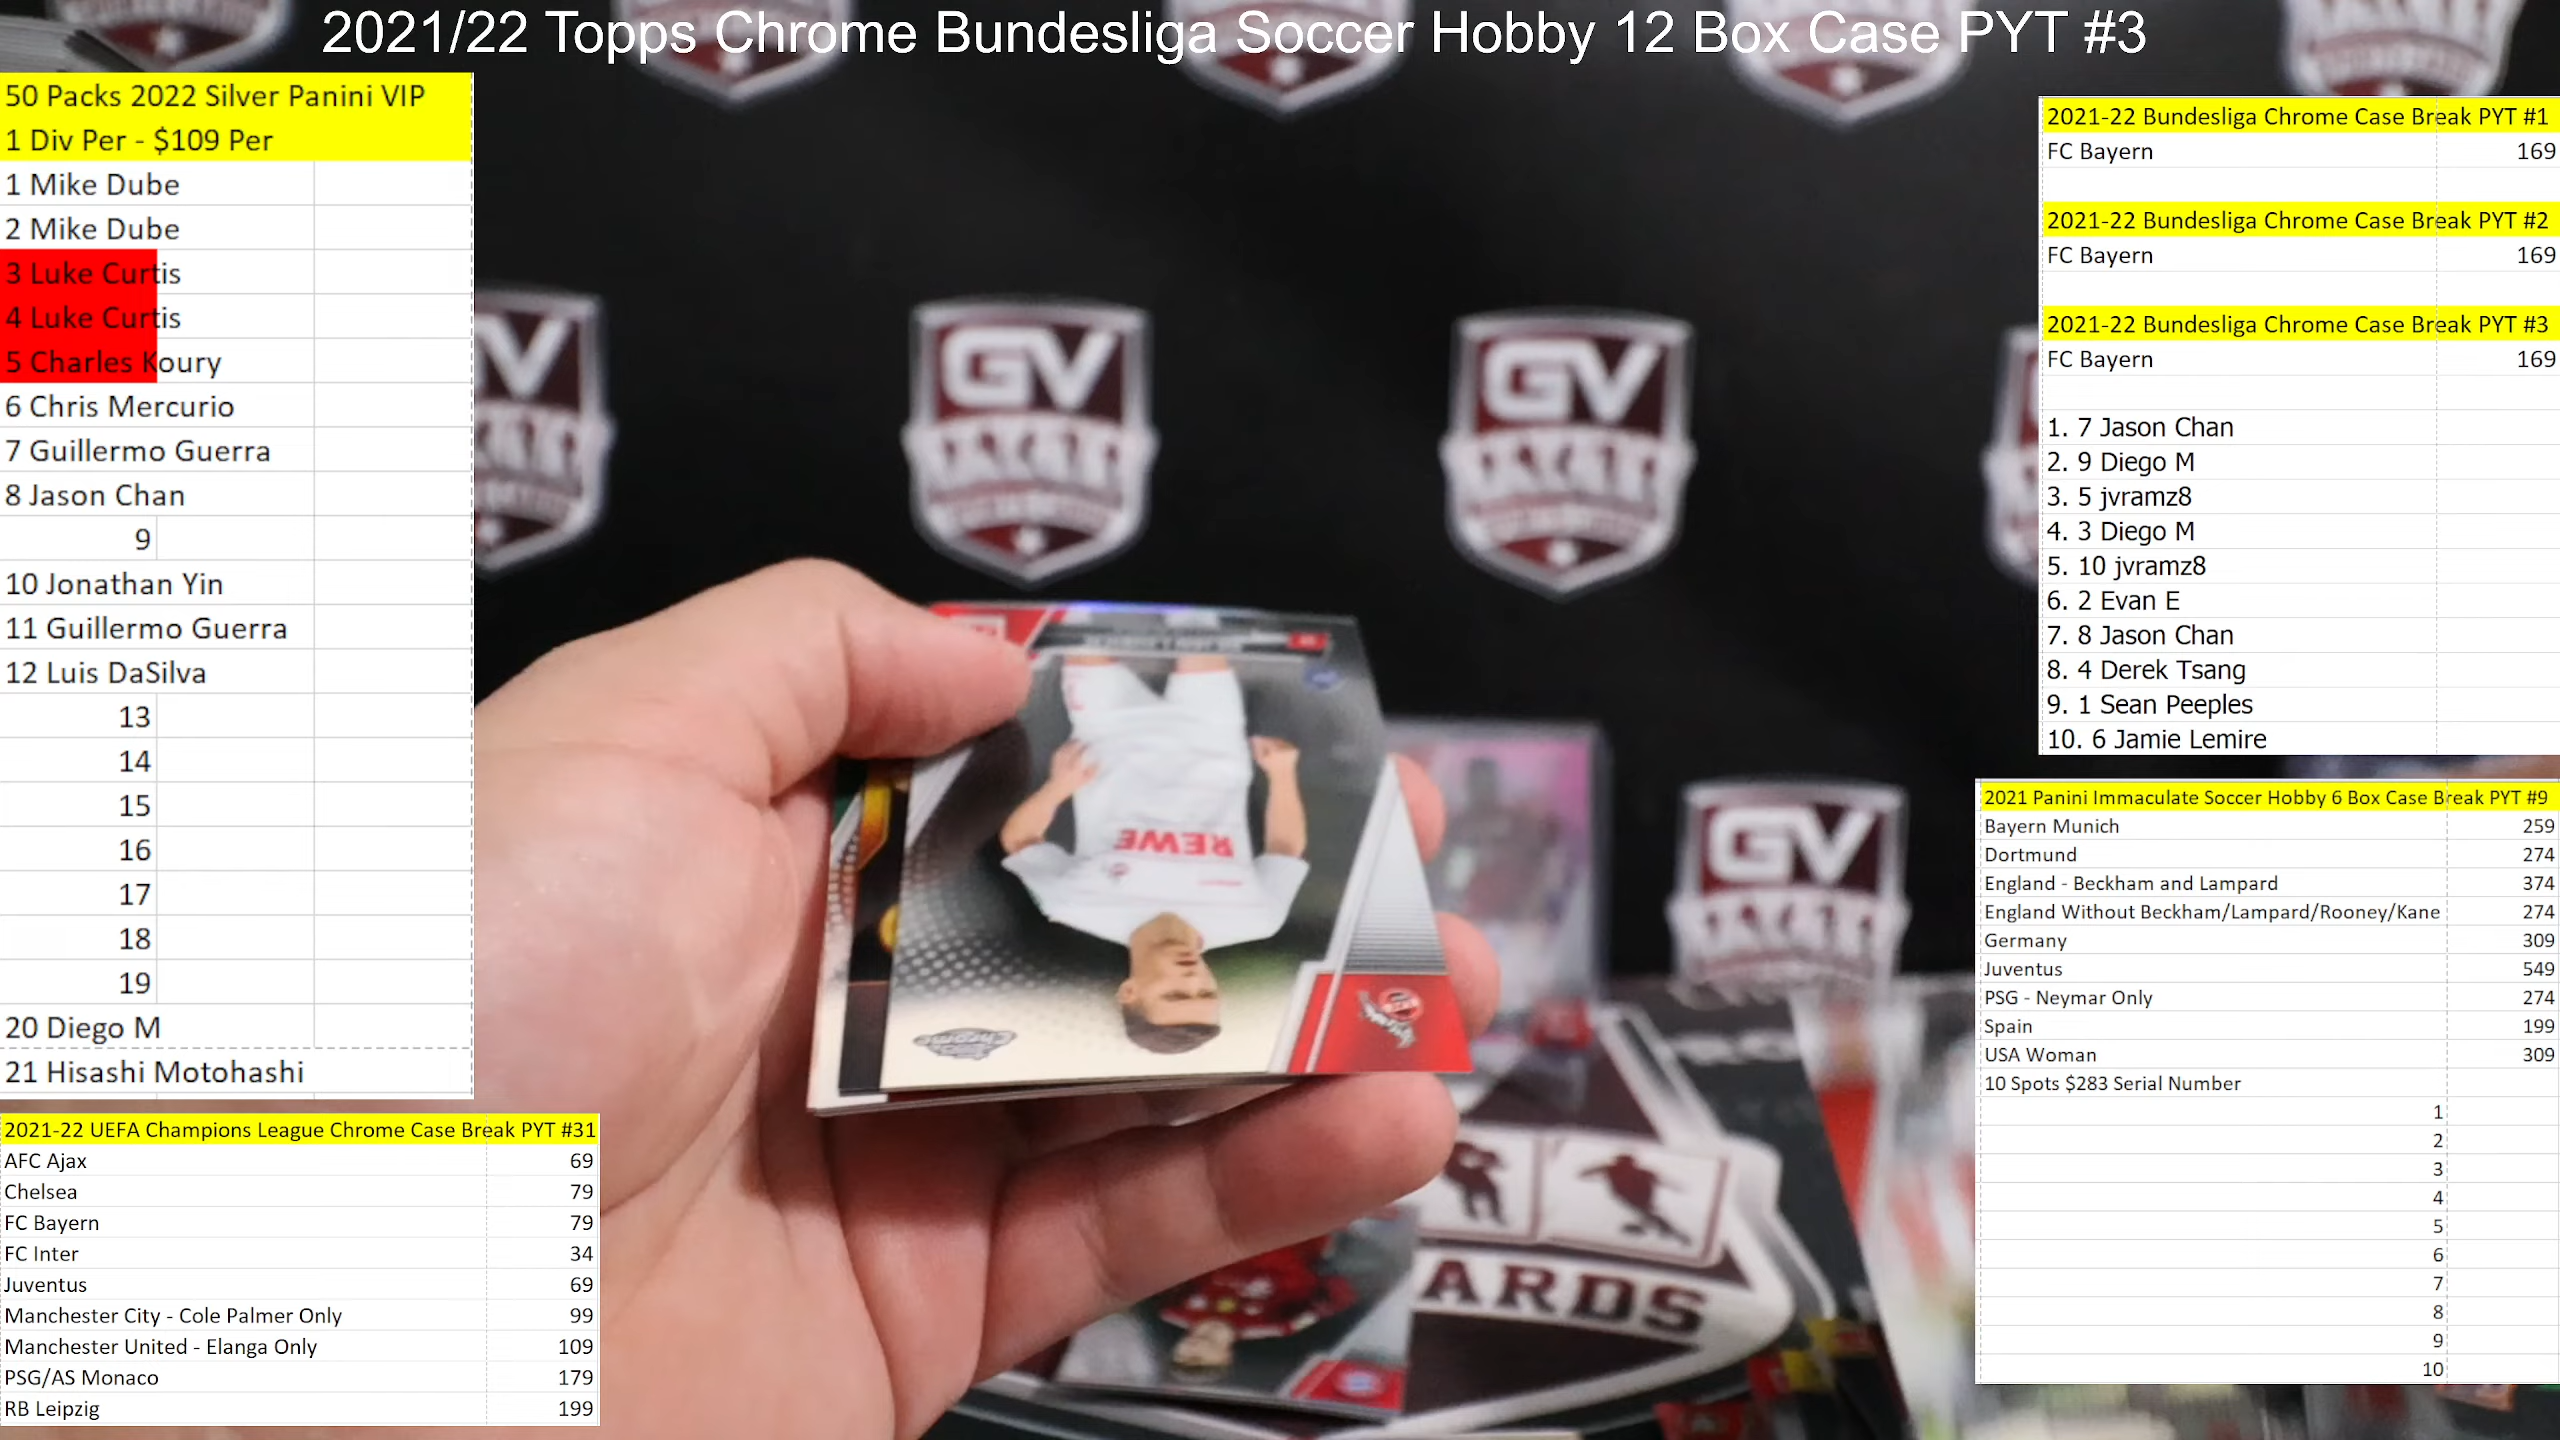 2021/22 Topps Chrome Bundesliga Soccer Hobby 12 Box Case PYT #3
50 Packs 2022 Silver Panini VIP
1 Div Per - $109 Per
1 Mike Dube
2 Mike Dube
3 Luke Curtis
4 Luke Curtis
5 Charles Koury
6 Chris Mercurio
7 Guillermo Guerra
8 Jason Chan
9
10 Jonathan Yin
11 Guillermo Guerra
12 Luis DaSilva
13
14
15
16
17
18
19
20 Diego M
21 Hisashi Motohashi
2021-22 UEFA Champions League Chrome Case Break PYT #31
AFC Ajax 69
Chelsea 79
FC Bayern 79
FC Inter 34
Juventus 69
Manchester City - Cole Palmer Only 99
Manchester United - Elanga Only 109
PSG/AS Monaco 179
RB Leipzig 199
GV
GV
GV
GV
REWE
Topps Chrome
ARDS
2021-22 Bundesliga Chrome Case Break PYT #1
FC Bayern 169
2021-22 Bundesliga Chrome Case Break PYT #2
FC Bayern 169
2021-22 Bundesliga Chrome Case Break PYT #3
FC Bayern 169
1. 7 Jason Chan
2. 9 Diego M
3. 5 jvramz8
4. 3 Diego M
5. 10 jvramz8
6. 2 Evan E
7. 8 Jason Chan
8. 4 Derek Tsang
9. 1 Sean Peeples
10. 6 Jamie Lemire
2021 Panini Immaculate Soccer Hobby 6 Box Case Break PYT #9
Bayern Munich 259
Dortmund 274
England - Beckham and Lampard 374
England Without Beckham/Lampard/Rooney/Kane 274
Germany 309
Juventus 549
PSG - Neymar Only 274
Spain 199
USA Woman 309
10 Spots $283 Serial Number
1
2
3
4
5
6
7
8
9
10